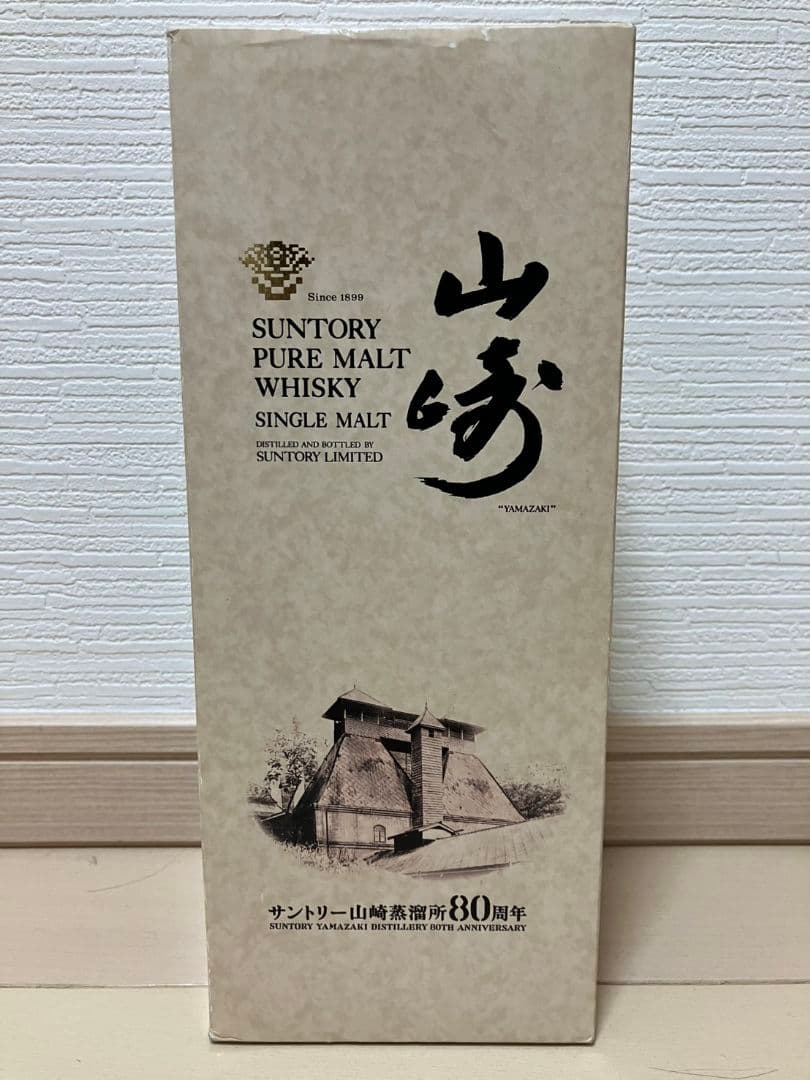 Since 1899
SUNTORY
PURE MALT
WHISKY
SINGLE MALT
DISTILLED AND BOTTLED BY
SUNTORY LIMITED
山崎
"YAMAZAKI"
サントリー山崎蒸溜所80周年
SUNTORY YAMAZAKI DISTILLERY 80TH ANNIVERSARY